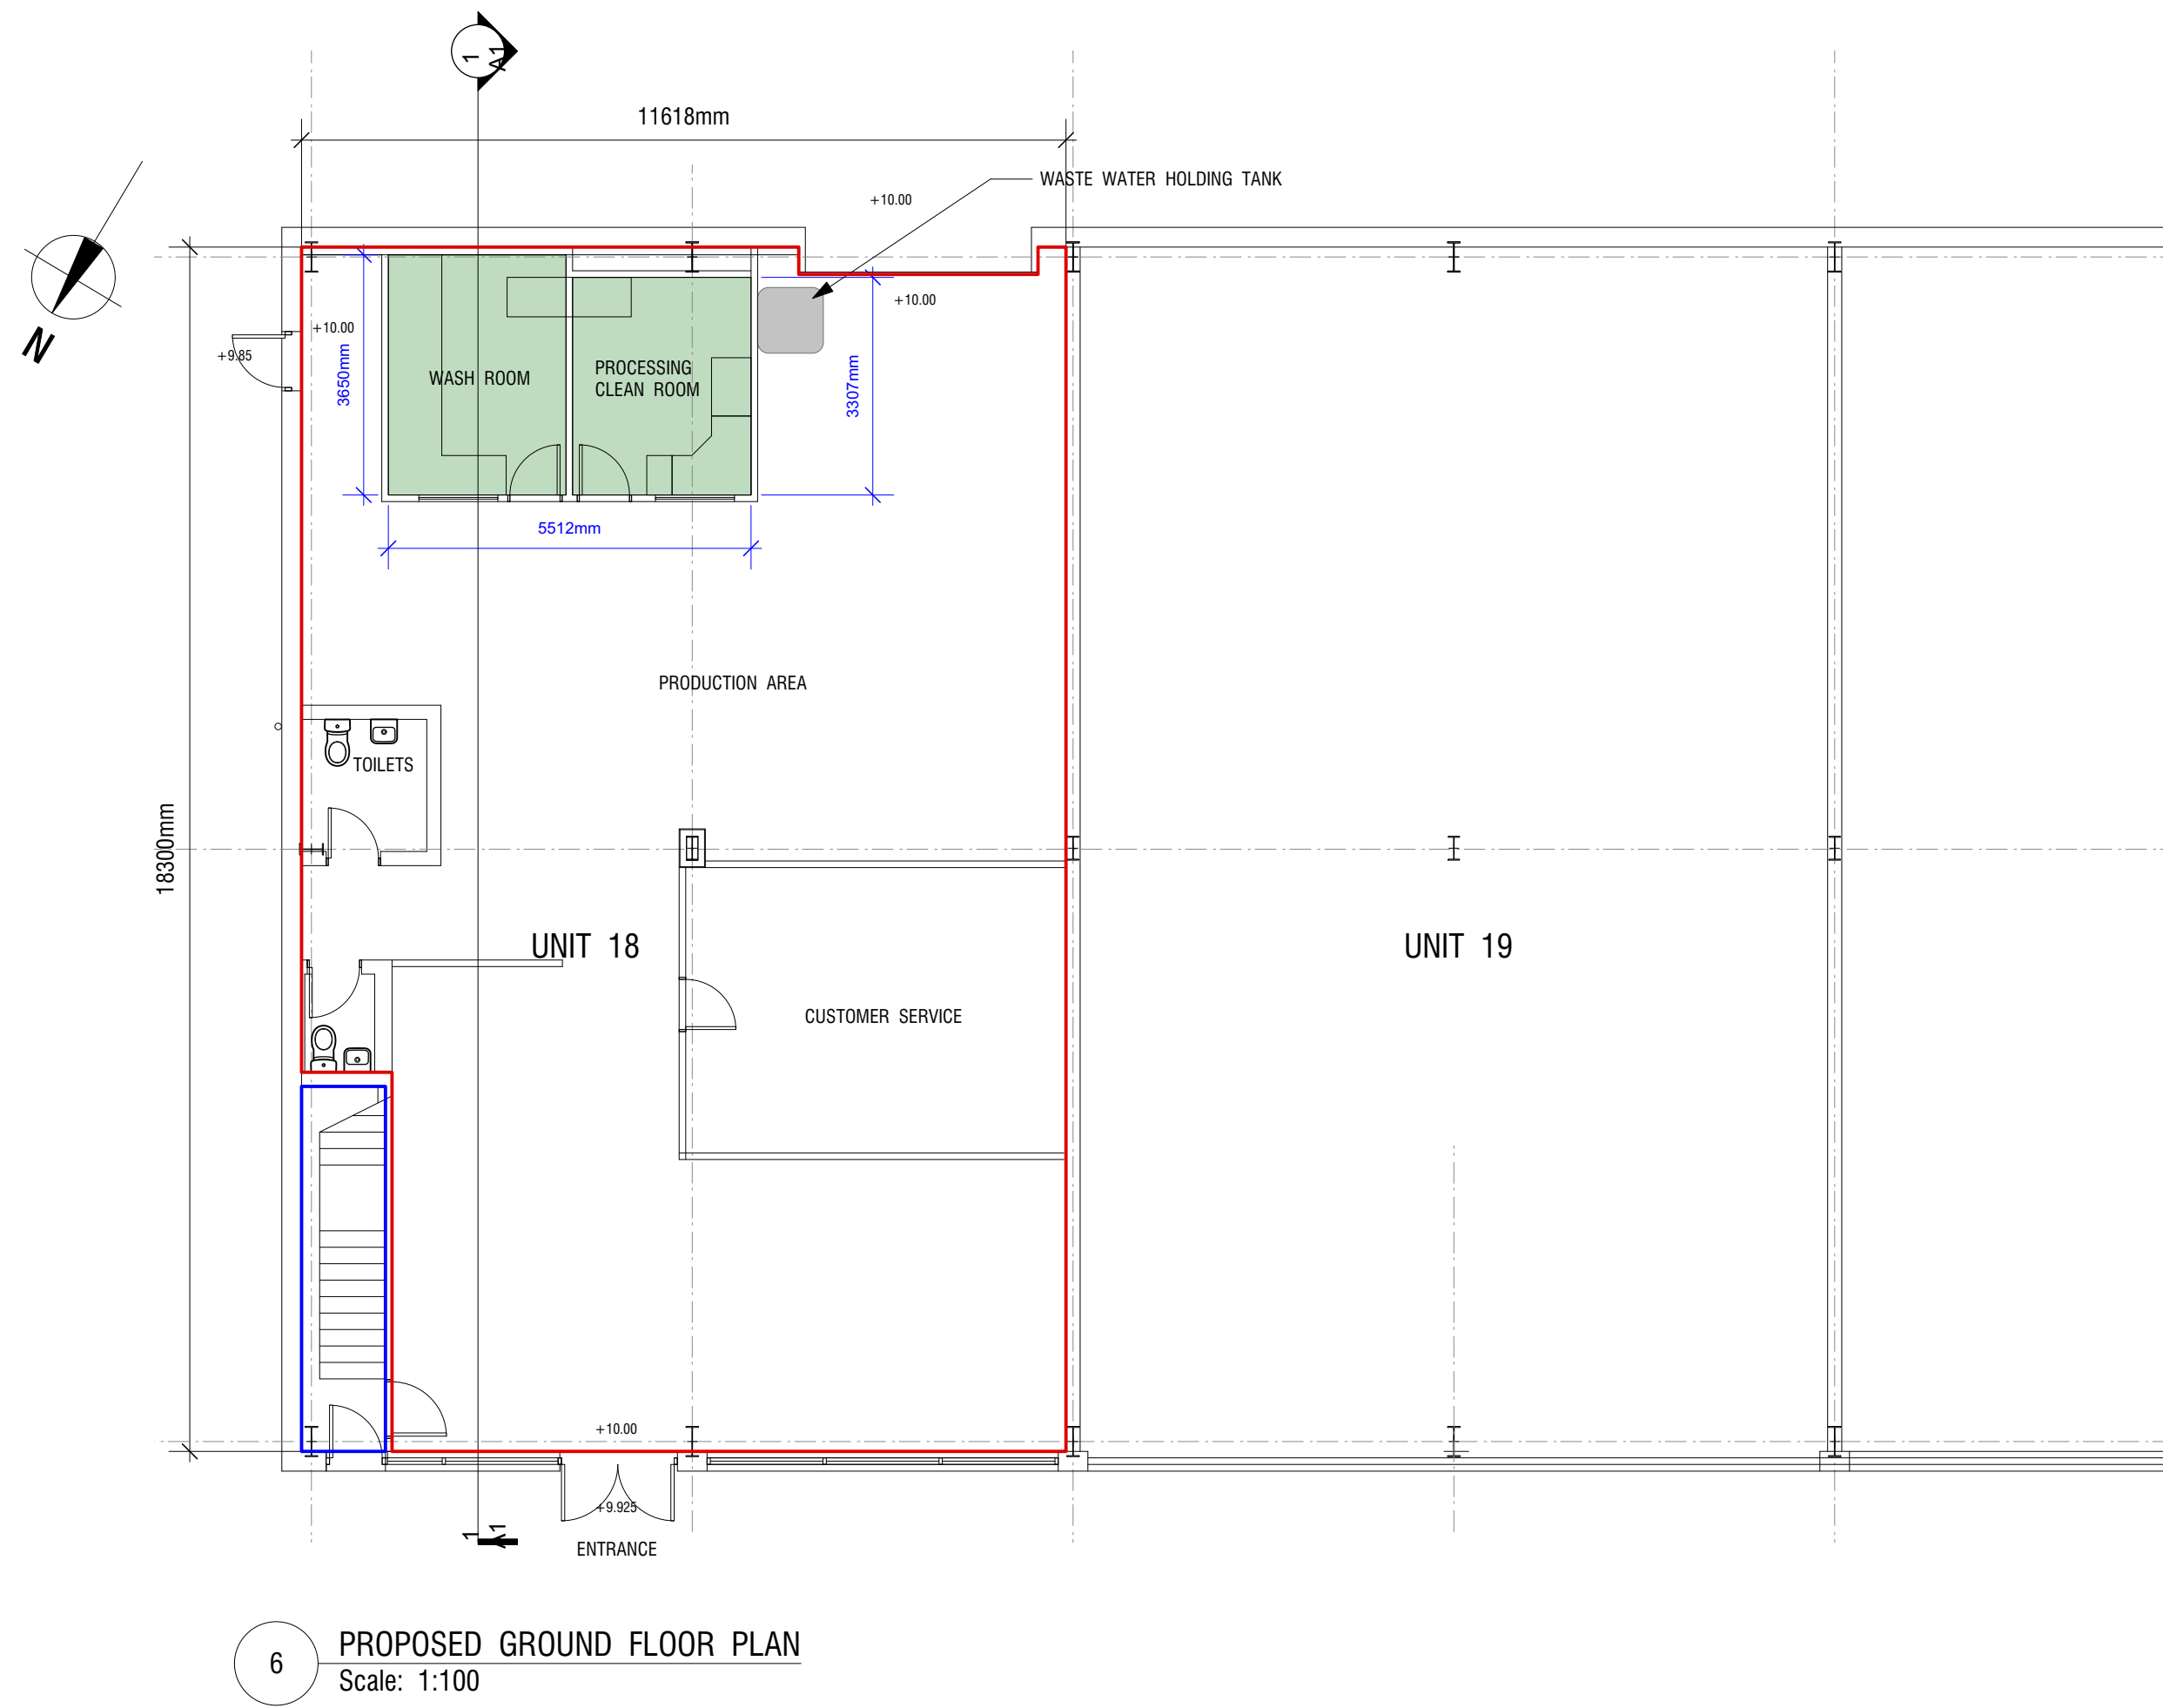 1
A1
11618mm
WASTE WATER HOLDING TANK
+10.00
N
+10.00
+10.00
+9.85
3650mm
WASH ROOM
PROCESSING
CLEAN ROOM
3307mm
5512mm
PRODUCTION AREA
TOILETS
18300mm
UNIT 18
UNIT 19
CUSTOMER SERVICE
+10.00
+9.925
1
A1
ENTRANCE
6
PROPOSED GROUND FLOOR PLAN
Scale: 1:100